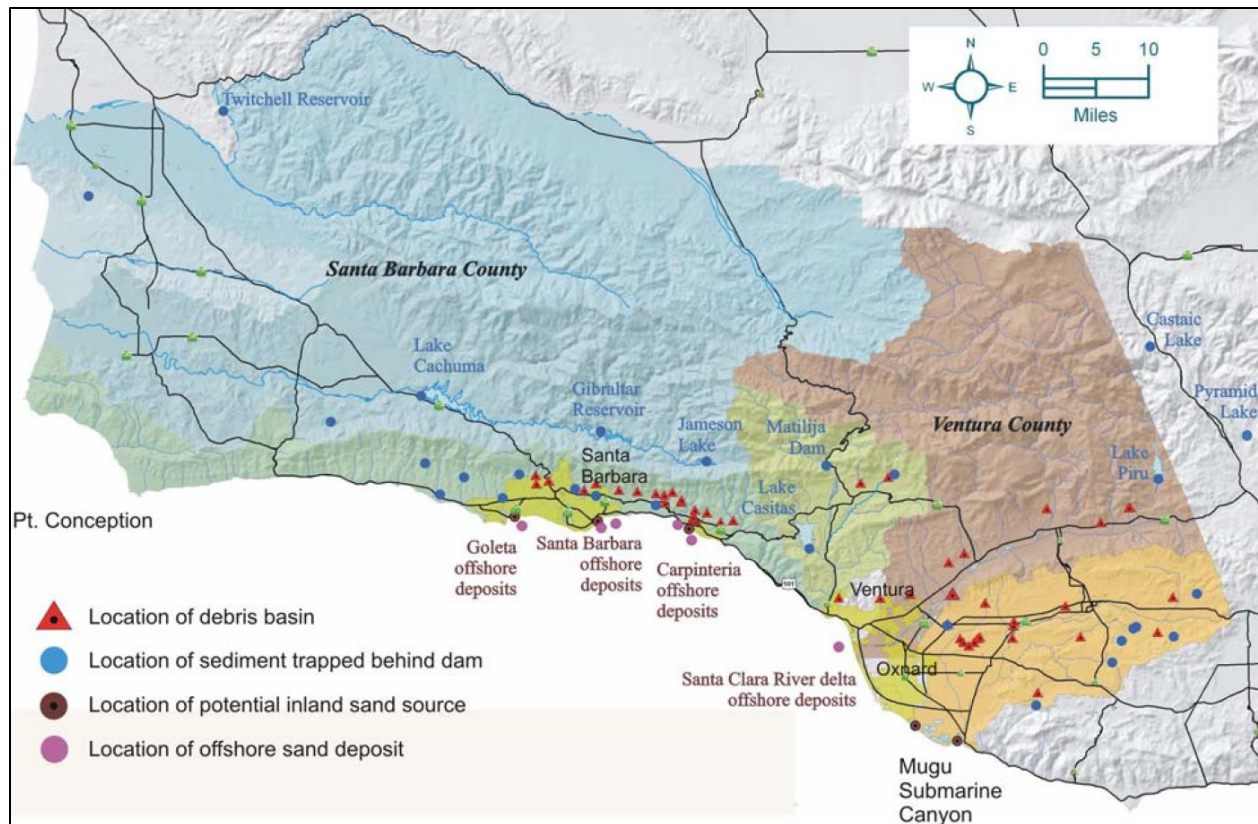 N
W
E
S
0
5
10
Miles
Twitchell Reservoir
Santa Barbara County
Castaic
Lake
Lake
Cachuma
Gibraltar
Reservoir
Jameson
Lake
Matilija
Dam
Ventura County
Pyramid
Lake
Santa
Barbara
Lake
Piru
Lake
Casitas
Pt. Conception
Goleta
offshore
deposits
Santa Barbara
offshore
deposits
Carpinteria
offshore
deposits
101
Ventura
Location of debris basin
Location of sediment trapped behind dam
Oxnard
Santa Clara River delta
offshore deposits
Location of potential inland sand source
Location of offshore sand deposit
Mugu
Submarine
Canyon